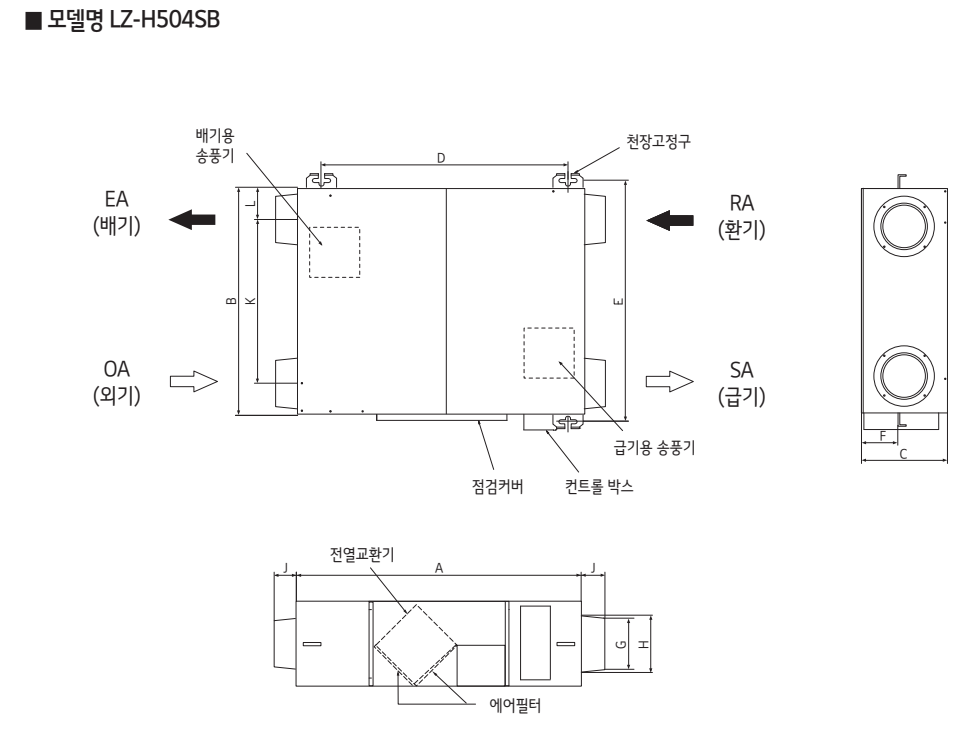 ■ 모델명 LZ-H504SB
배기용
송풍기
D
천장고정구
EA
(배기)
L
RA
(환기)
B
K
E
OA
(외기)
SA
(급기)
급기용 송풍기
점검커버
컨트롤 박스
F
C
전열교환기
J
A
J
G
H
에어필터